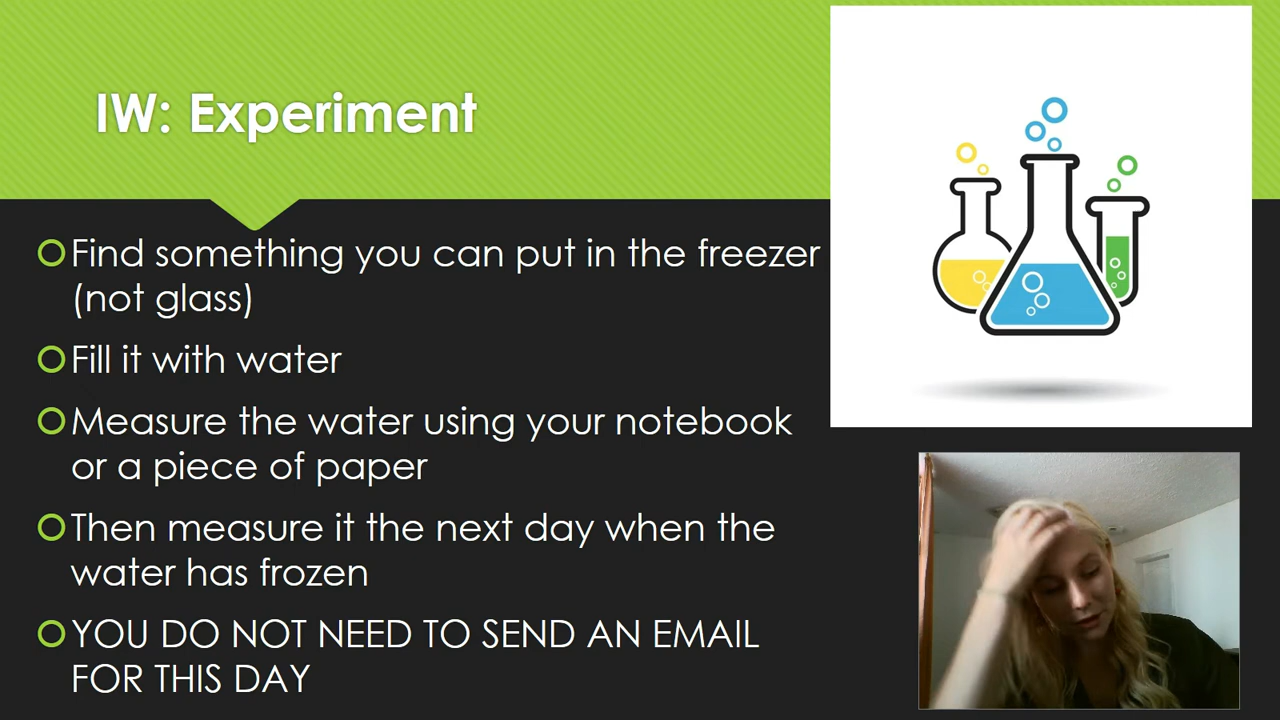 IW: Experiment
Find something you can put in the freezer
(not glass)
Fill it with water
Measure the water using your notebook
or a piece of paper
Then measure it the next day when the
water has frozen
YOU DO NOT NEED TO SEND AN EMAIL
FOR THIS DAY